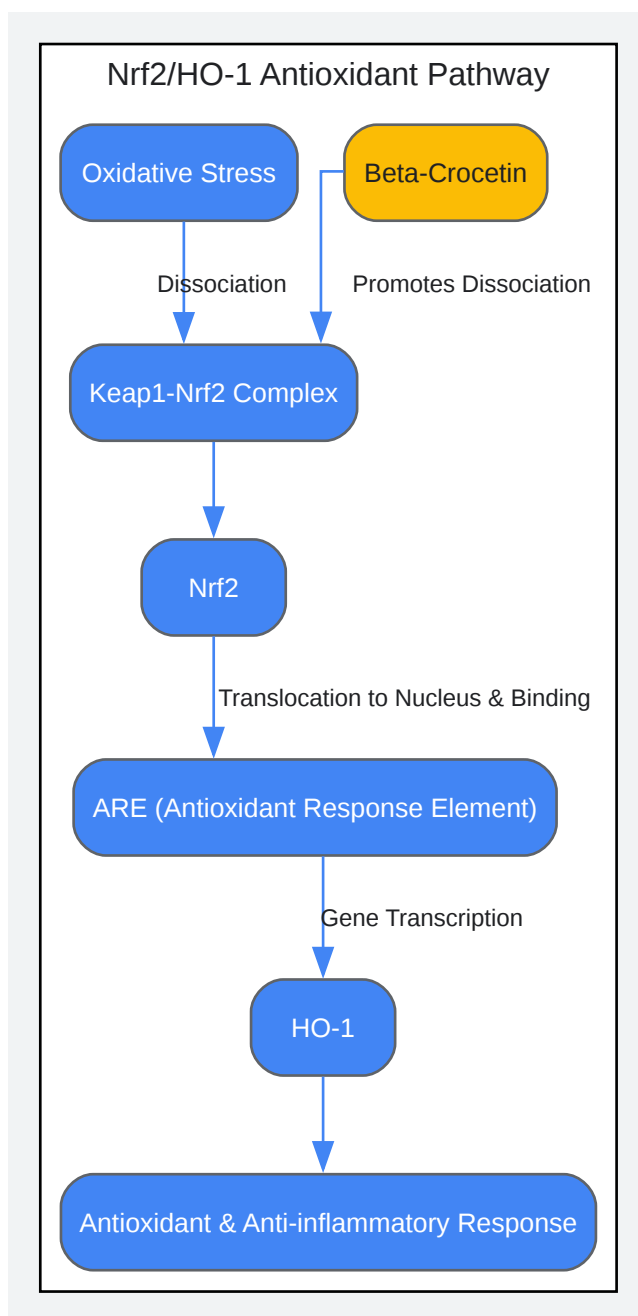 Nrf2/HO-1 Antioxidant Pathway
Oxidative Stress
Beta-Crocetin
Dissociation
Promotes Dissociation
Keap1-Nrf2 Complex
Nrf2
Translocation to Nucleus & Binding
ARE (Antioxidant Response Element)
Gene Transcription
HO-1
Antioxidant & Anti-inflammatory Response